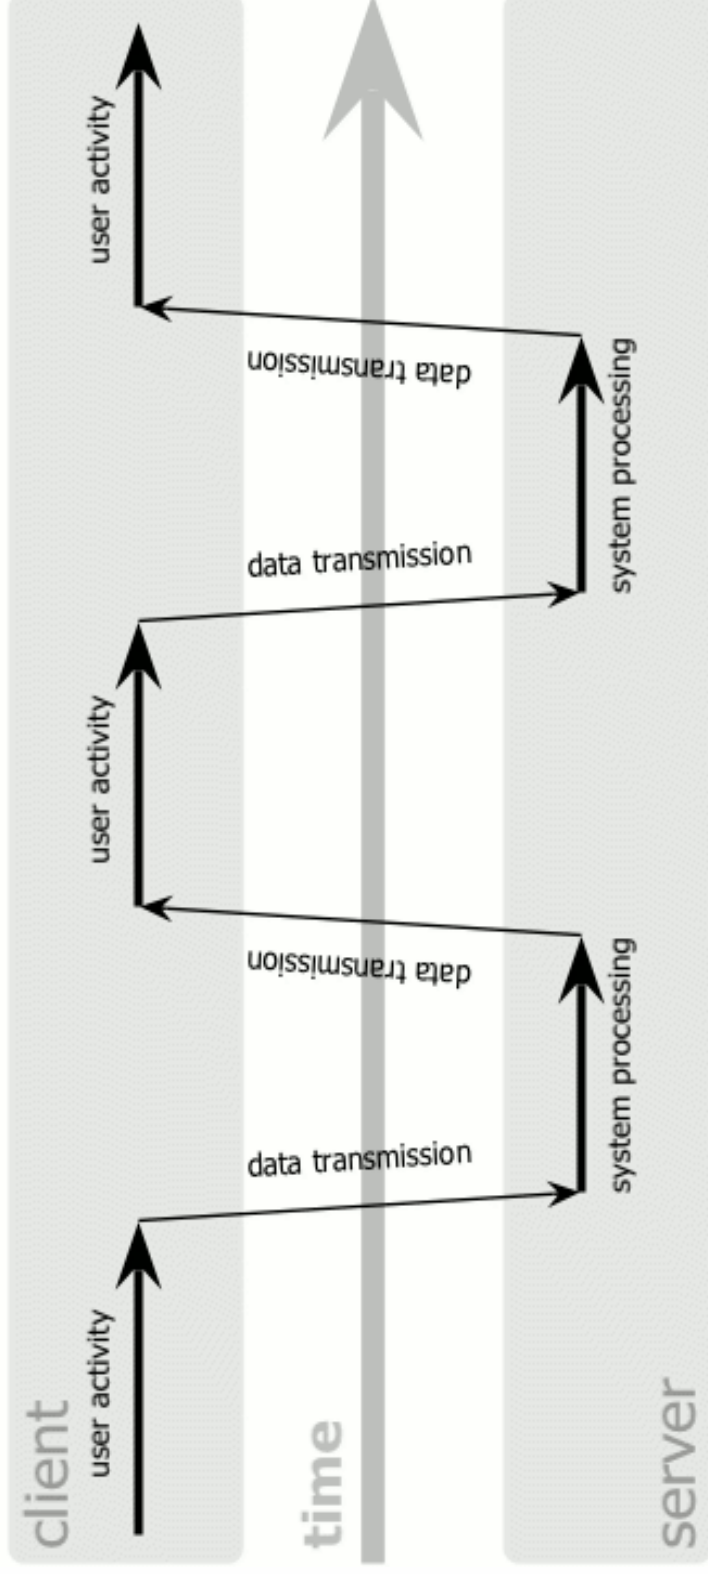 client
user activity
user activity
user activity
data transmission
data transmission
data transmission
data transmission
time
system processing
system processing
server